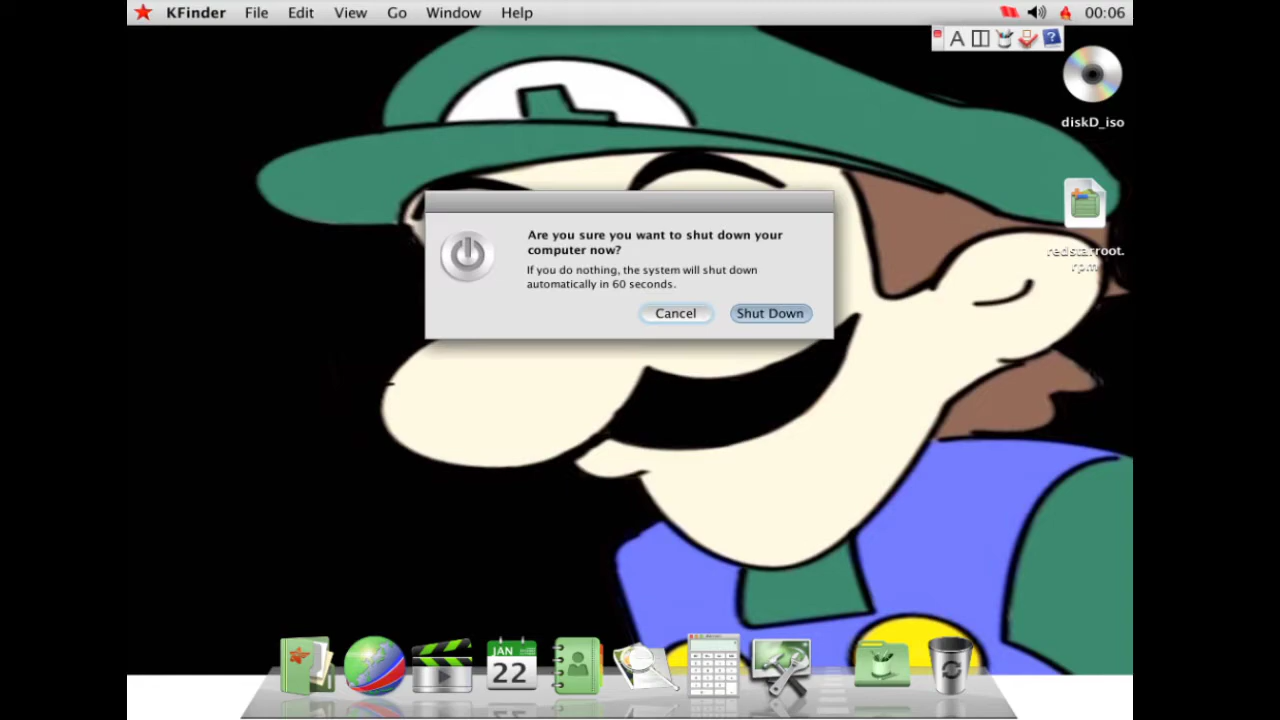 KFinder File Edit View Go Window Help 00:06
A ?
diskD_iso
redstarroot.
rpm
L
Are you sure you want to shut down your
computer now?
If you do nothing, the system will shut down
automatically in 60 seconds.
Cancel Shut Down
JAN
22